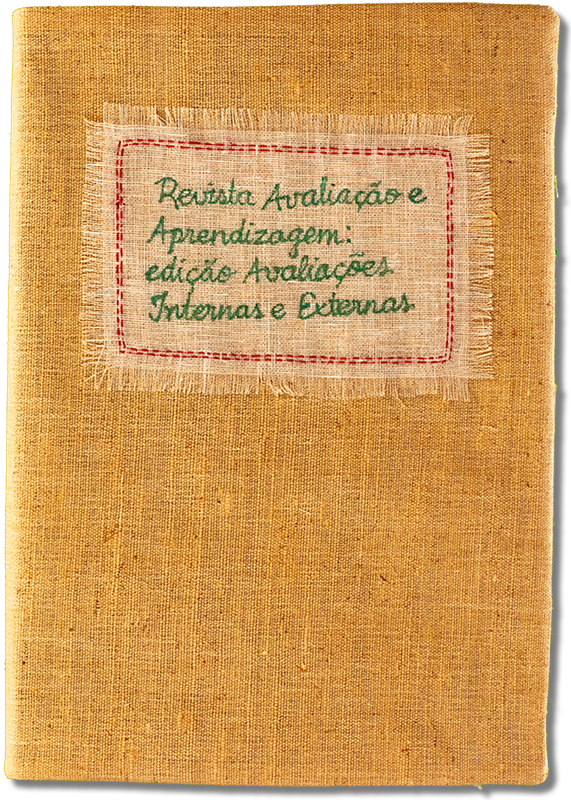 Revista Avaliação e
Aprendizagem:
edição Avaliações
Internas e Externas